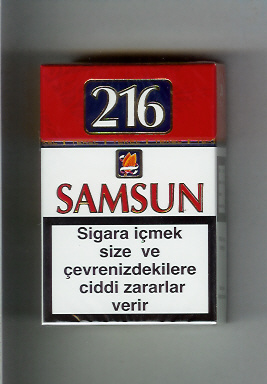 216
SAMSUN
Sigara içmek
size ve
çevrenizdekilere
ciddi zararlar
verir